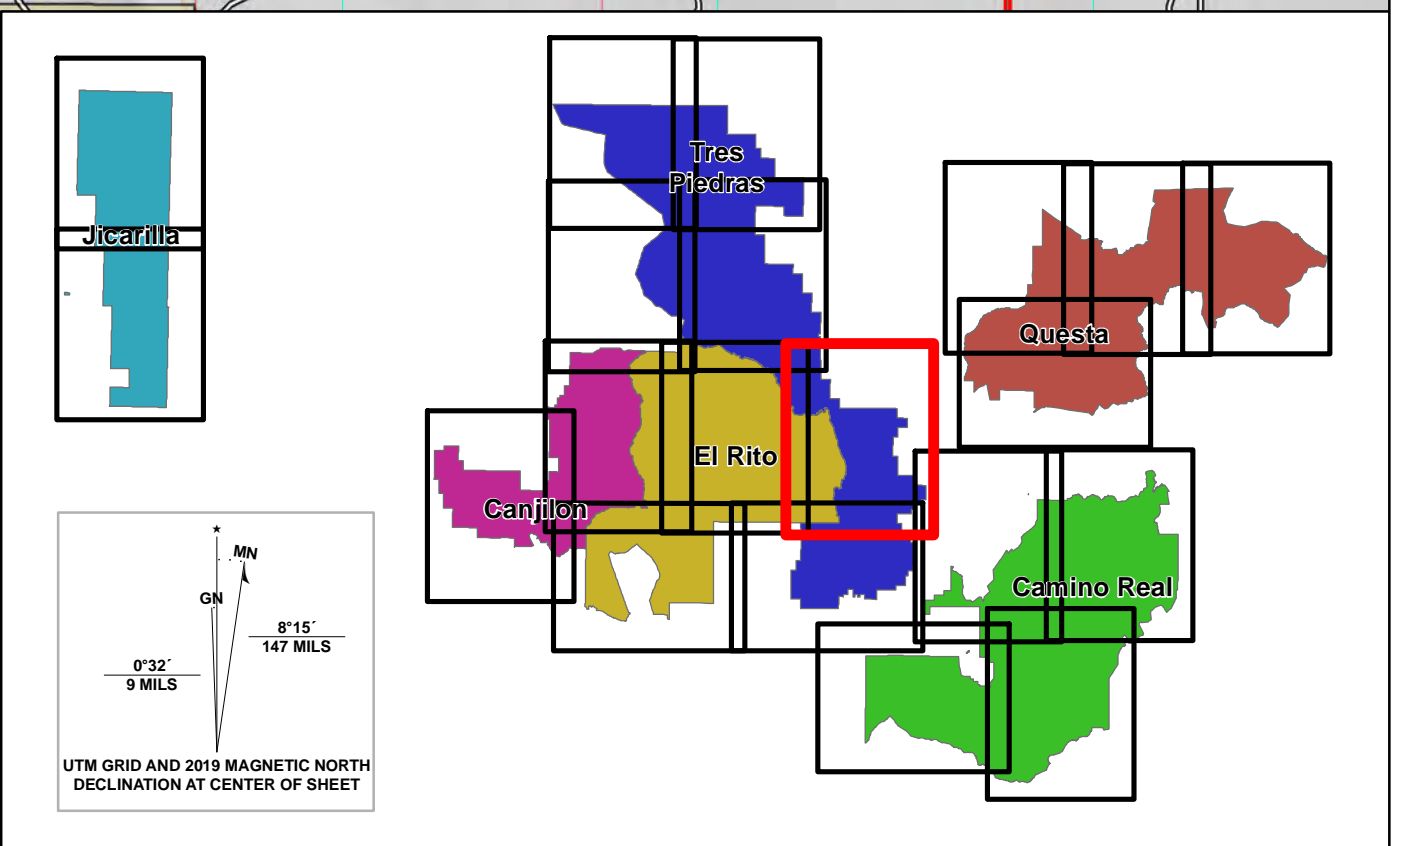 Tres
Piedras
Jicarilla
Questa
El Rito
Canjilon
Camino Real
★
MN
GN
8°15´
147 MILS
0°32´
9 MILS
UTM GRID AND 2019 MAGNETIC NORTH
DECLINATION AT CENTER OF SHEET